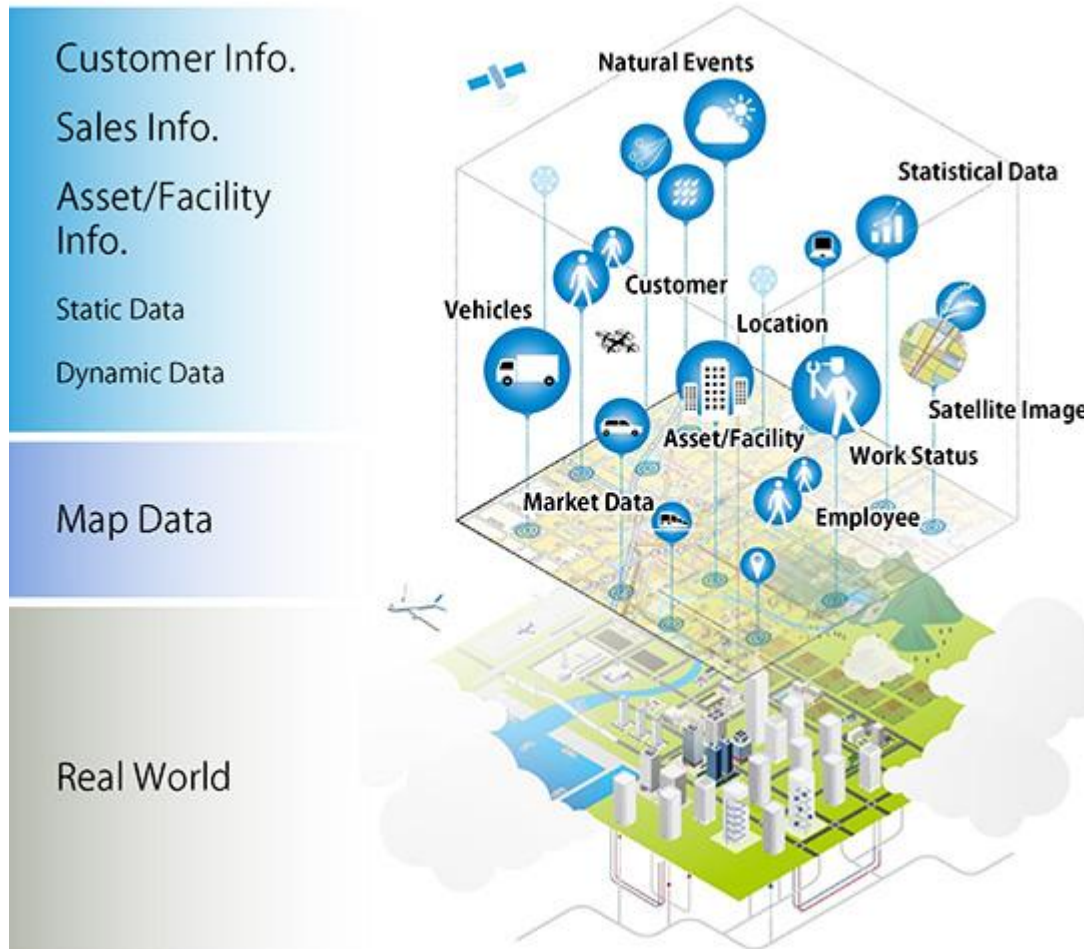 Customer Info.
Sales Info.
Asset/Facility
Info.
Static Data
Dynamic Data
Map Data
Real World
Natural Events
Statistical Data
Customer
Vehicles
Location
Satellite Image
Asset/Facility
Work Status
Market Data
Employee